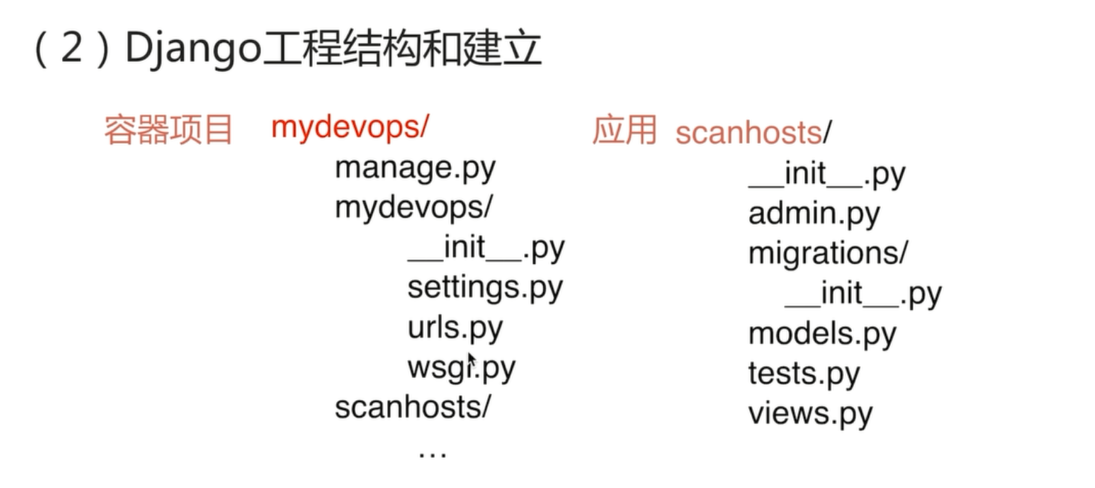 （2）Django工程结构和建立
容器项目 mydevops/
manage.py
mydevops/
__init__.py
settings.py
urls.py
wsgi.py
scanhosts/
...
应用 scanhosts/
__init__.py
admin.py
migrations/
__init__.py
models.py
tests.py
views.py